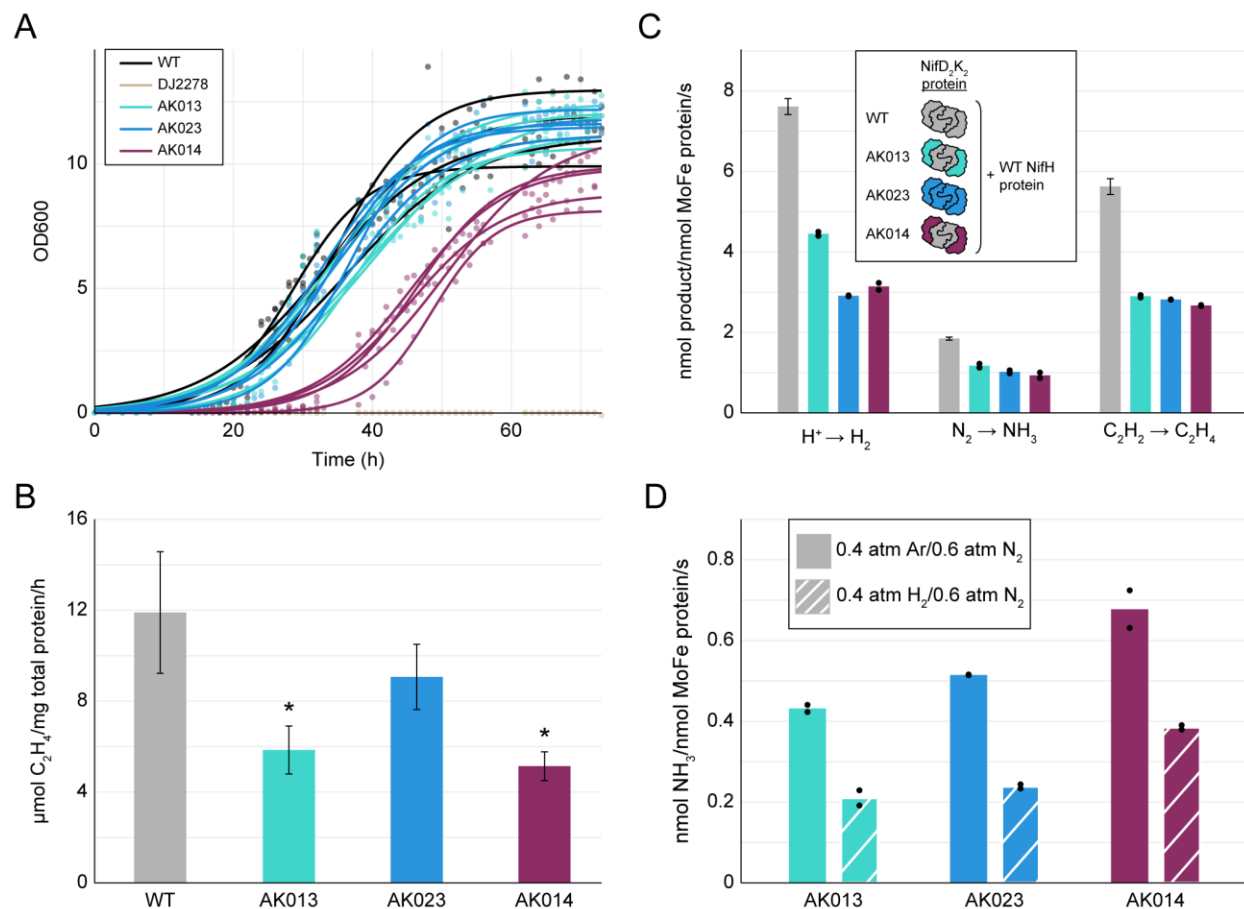 A
WT
DJ2278
AK013
AK023
AK014
OD600
10
5
0
0
20
40
60
Time (h)
B
µmol C₂H₄/mg total protein/h
16
12
8
4
0
*
*
WT
AK013
AK023
AK014
C
nmol product/nmol MoFe protein/s
8
6
4
2
0
NifD₂K₂
protein
WT
AK013
AK023
AK014
+ WT NifH
protein
H⁺ → H₂
N₂ → NH₃
C₂H₂ → C₂H₄
D
nmol NH₃/nmol MoFe protein/s
0.8
0.6
0.4
0.2
0
0.4 atm Ar/0.6 atm N₂
0.4 atm H₂/0.6 atm N₂
AK013
AK023
AK014